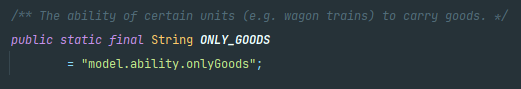 /** The ability of certain units (e.g. wagon trains) to carry goods. */
public static final String ONLY_GOODS
= "model.ability.onlyGoods";